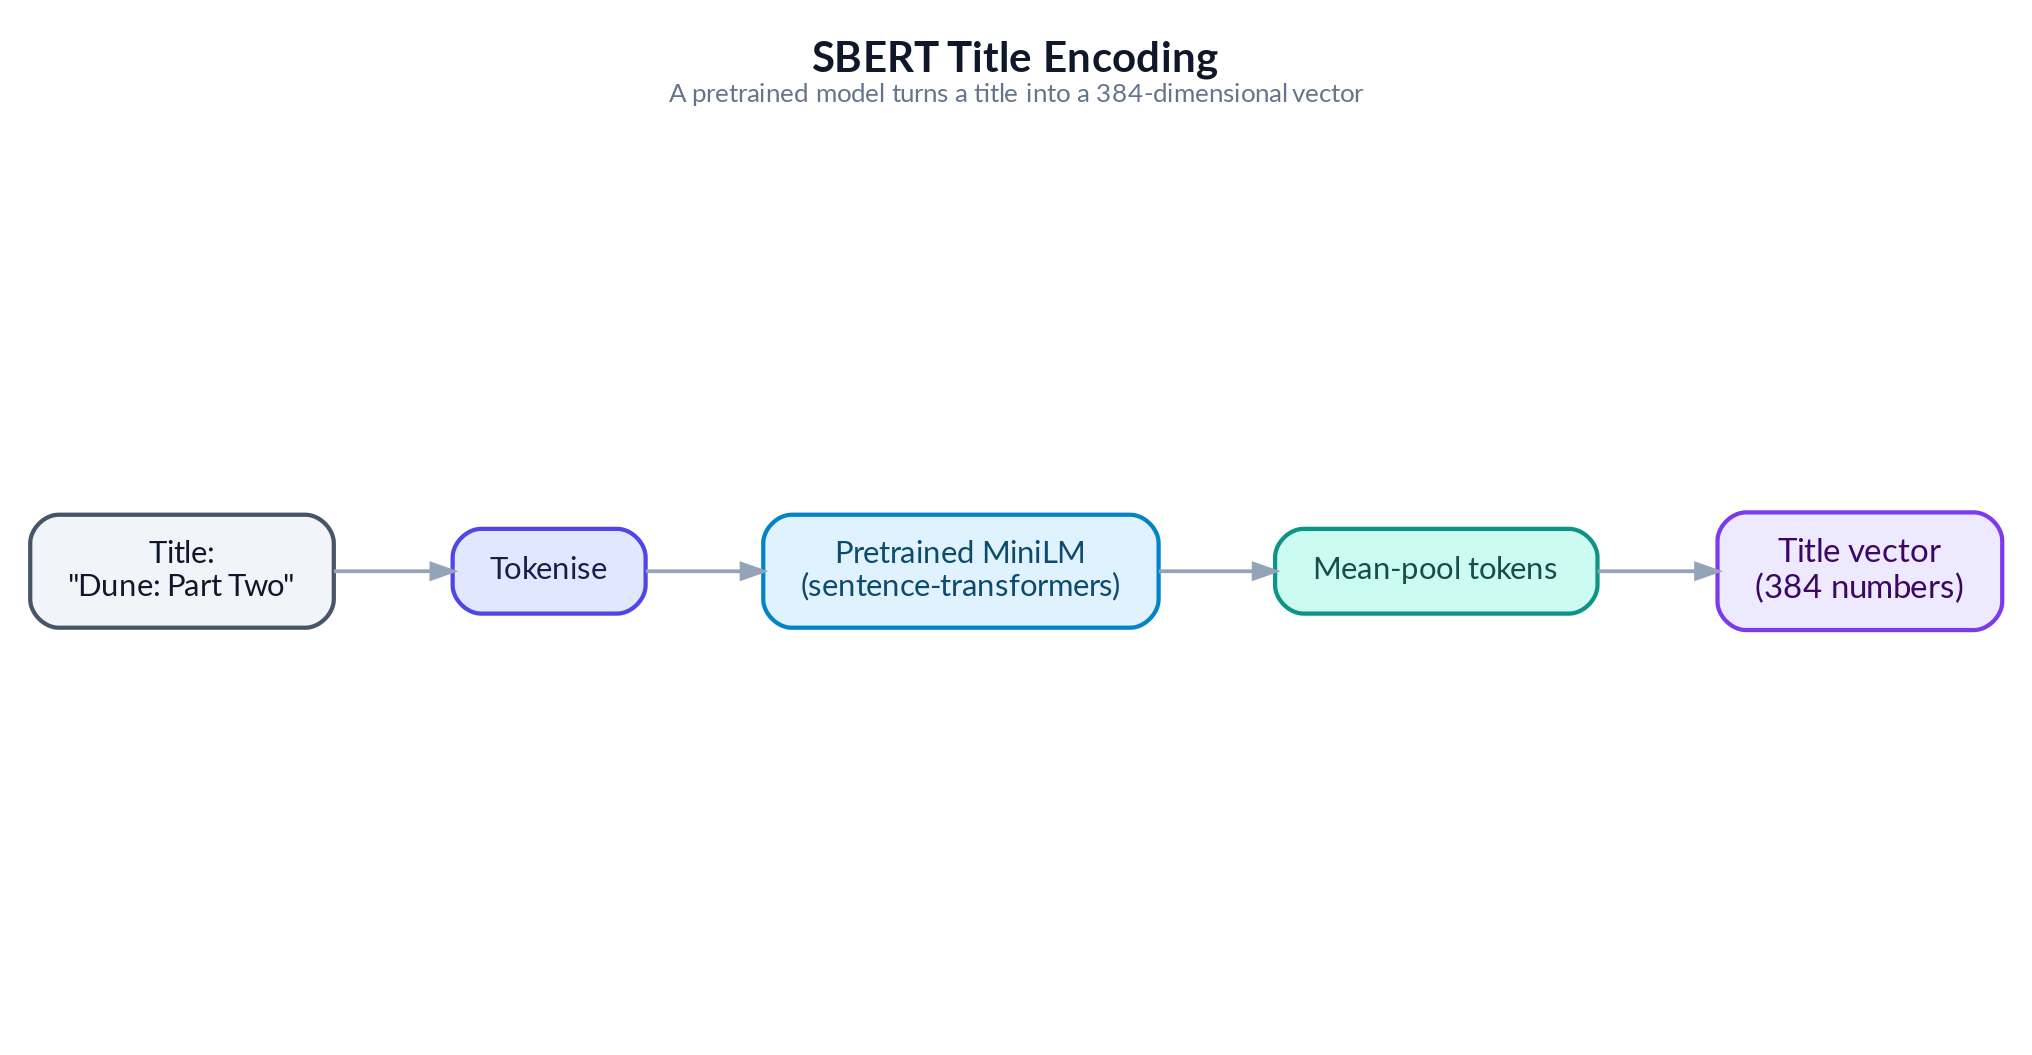 SBERT Title Encoding
A pretrained model turns a title into a 384-dimensional vector
Title:
"Dune: Part Two"
Tokenise
Pretrained MiniLM
(sentence-transformers)
Mean-pool tokens
Title vector
(384 numbers)